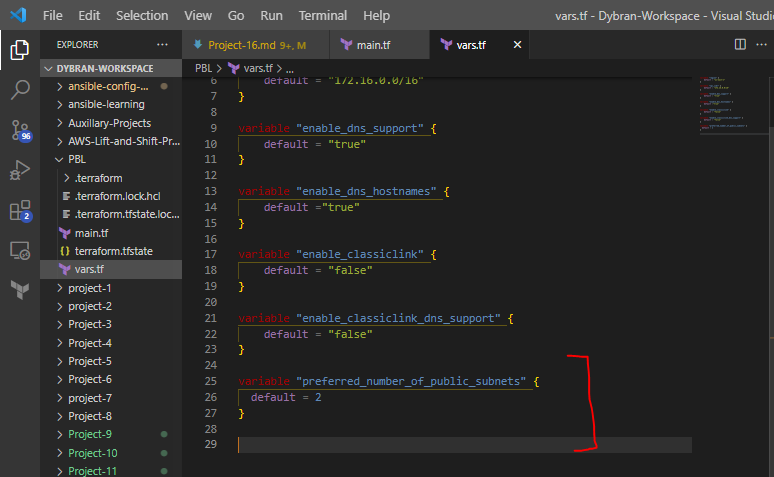 File Edit Selection View Go Run Terminal Help
vars.tf - Dybran-Workspace - Visual Studi
EXPLORER
Project-16.md 9+, M
main.tf
vars.tf
DYBRAN-WORKSPACE
ansible-config-...
ansible-learning
Auxillary-Projects
AWS-Lift-and-Shift-Pr...
PBL
.terraform
.terraform.lock.hcl
.terraform.tfstate.loc...
main.tf
terraform.tfstate
vars.tf
project-1
project-2
Project-3
Project-4
Project-5
Project-6
project-7
Project-8
Project-9
Project-10
Project-11
96
2
PBL > vars.tf > ...
6 default = "172.16.0.0/16"
7 }
8
9 variable "enable_dns_support" {
10 default = "true"
11 }
12
13 variable "enable_dns_hostnames" {
14 default ="true"
15 }
16
17 variable "enable_classiclink" {
18 default = "false"
19 }
20
21 variable "enable_classiclink_dns_support" {
22 default = "false"
23 }
24
25 variable "preferred_number_of_public_subnets" {
26 default = 2
27 }
28
29